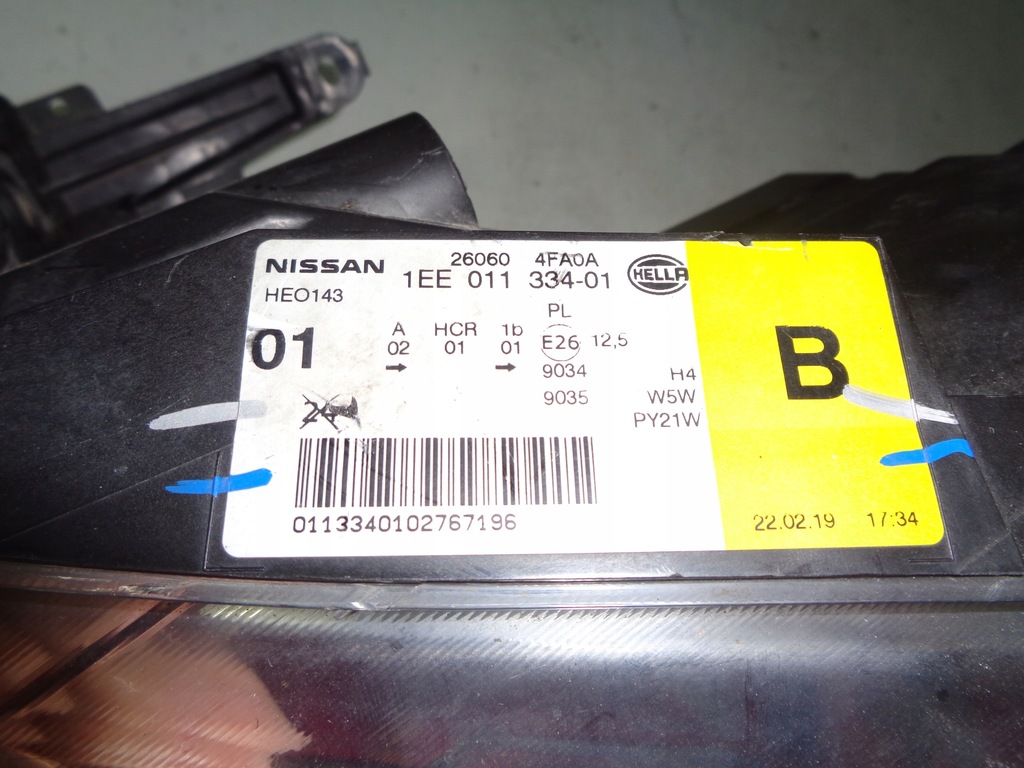 NISSAN 26060 4FA0A
1EE 011 334-01 HELLA
HEO143
PL
01 A HCR 1b E26 12,5
02 01 01
9034 H4
9035 W5W
24 PY21W
B
0113340102767196
22.02.19 17:34